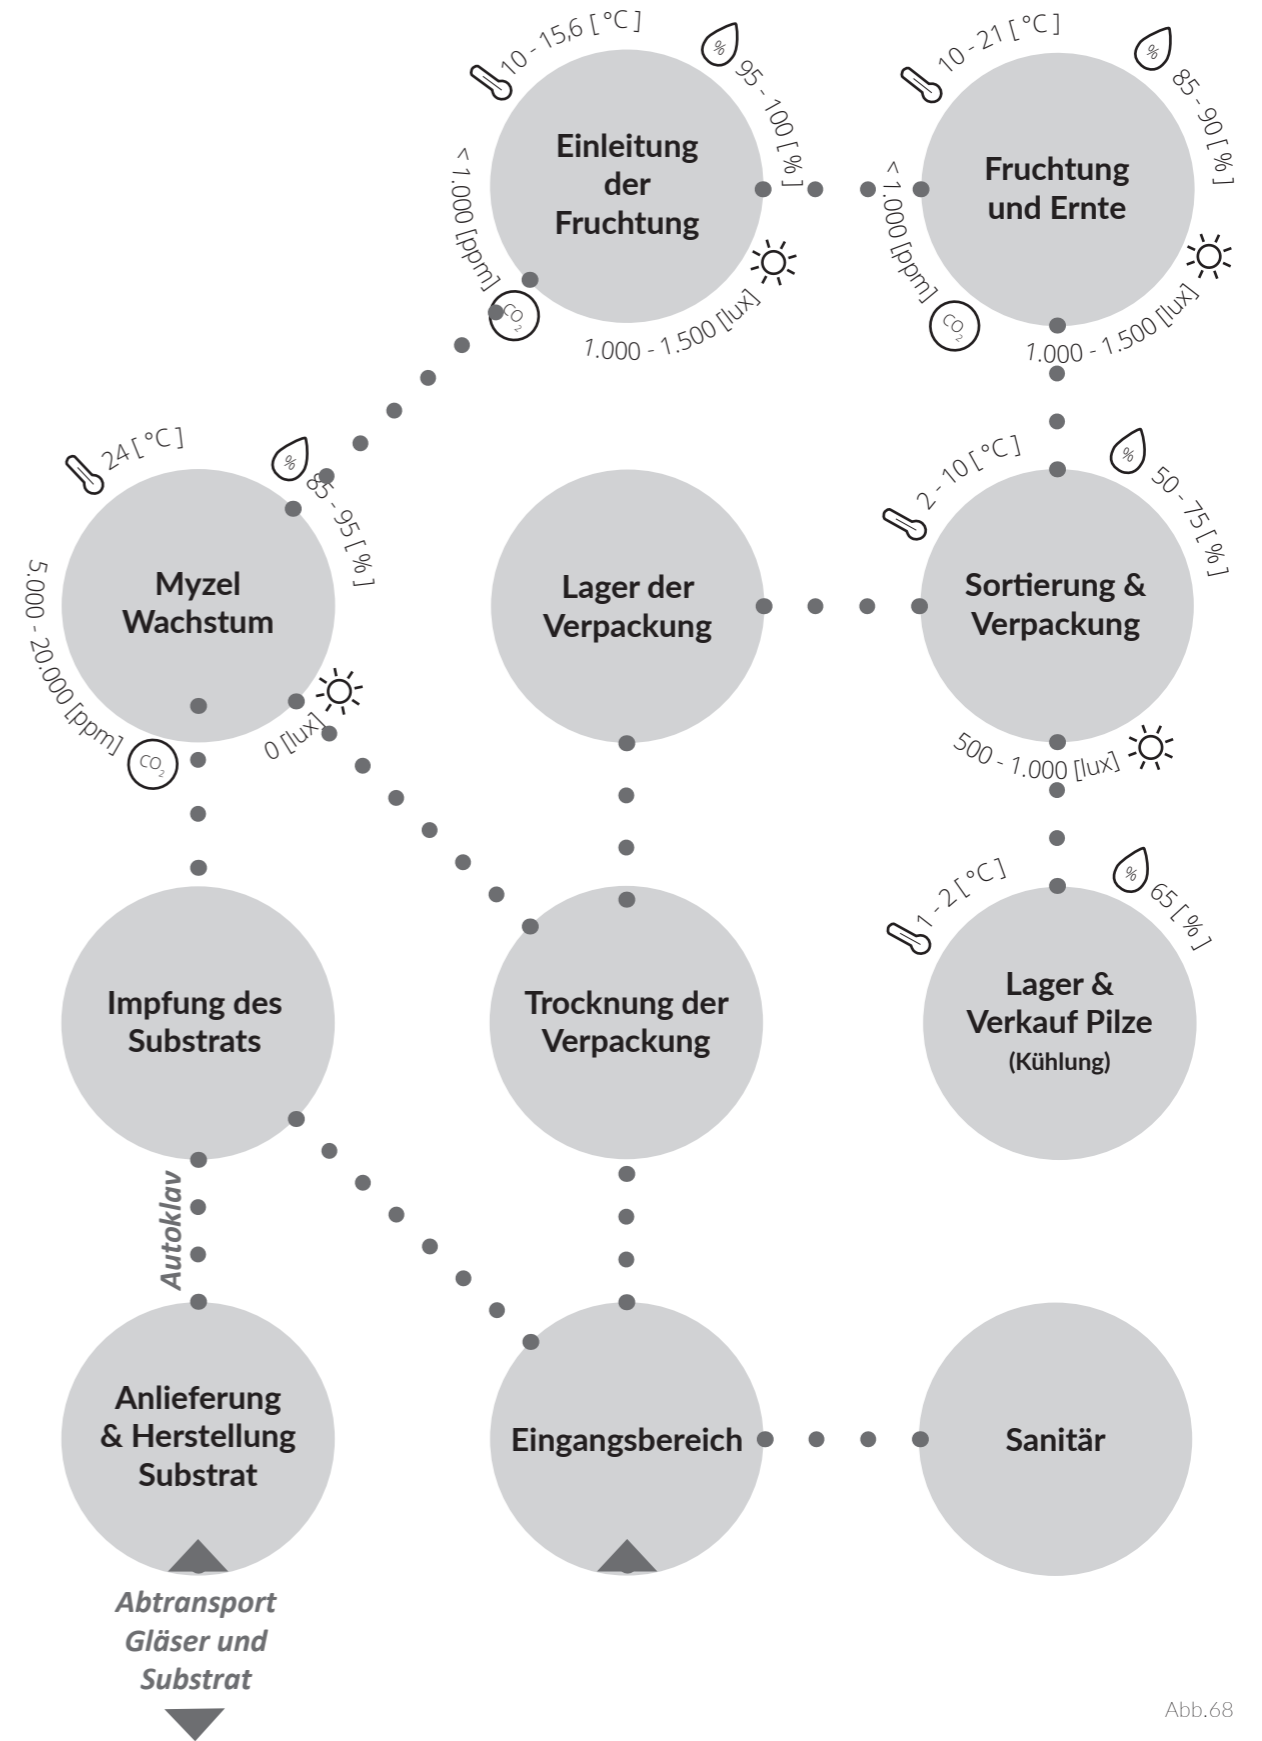 10 - 15,6 [ °C ]
%
95 - 100 [ % ]
< 1.000 [ppm]
CO2
1.000 - 1.500 [lux]
Einleitung
der
Fruchtung
10 - 21 [ °C ]
%
85 - 90 [ % ]
< 1.000 [ppm]
CO2
1.000 - 1.500 [lux]
Fruchtung
und Ernte
24 [ °C ]
%
85 - 95 [ % ]
5.000 - 20.000 [ppm]
CO2
0 [lux]
Myzel
Wachstum
Lager der
Verpackung
2 - 10 [ °C ]
%
50 - 75 [ % ]
500 - 1.000 [lux]
Sortierung &
Verpackung
Impfung des
Substrats
Trocknung der
Verpackung
1 - 2 [ °C ]
%
65 [ % ]
Lager &
Verkauf Pilze
(Kühlung)
Autoklav
Anlieferung
& Herstellung
Substrat
Eingangsbereich
Sanitär
Abtransport
Gläser und
Substrat
Abb.68